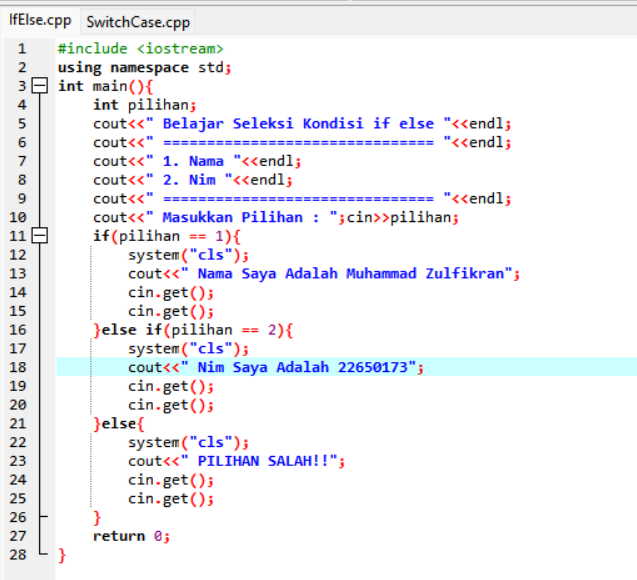 IfElse.cpp SwitchCase.cpp
1 #include <iostream>
2 using namespace std;
3 int main(){
4 int pilihan;
5 cout<<" Belajar Seleksi Kondisi if else "<<endl;
6 cout<<" =============================== "<<endl;
7 cout<<" 1. Nama "<<endl;
8 cout<<" 2. Nim "<<endl;
9 cout<<" =============================== "<<endl;
10 cout<<" Masukkan Pilihan : ";cin>>pilihan;
11 if(pilihan == 1){
12 system("cls");
13 cout<<" Nama Saya Adalah Muhammad Zulfikran";
14 cin.get();
15 cin.get();
16 }else if(pilihan == 2){
17 system("cls");
18 cout<<" Nim Saya Adalah 22650173";
19 cin.get();
20 cin.get();
21 }else{
22 system("cls");
23 cout<<" PILIHAN SALAH!!";
24 cin.get();
25 cin.get();
26 }
27 return 0;
28 }